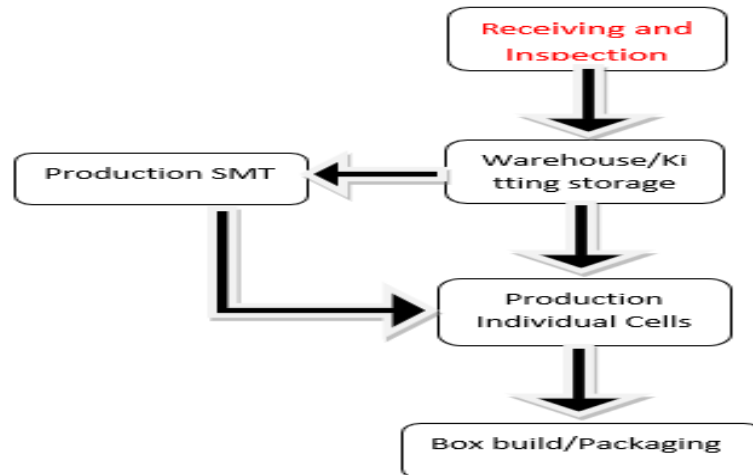 Receiving and
Inspection
Production SMT
Warehouse/Ki
tting storage
Production
Individual Cells
Box build/Packaging